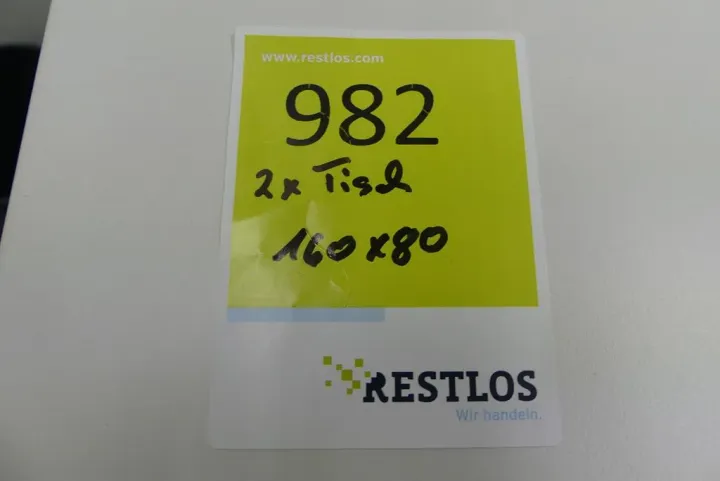 www.restlos.com
982
2x Tisch
160x80
RESTLOS
Wir handeln.